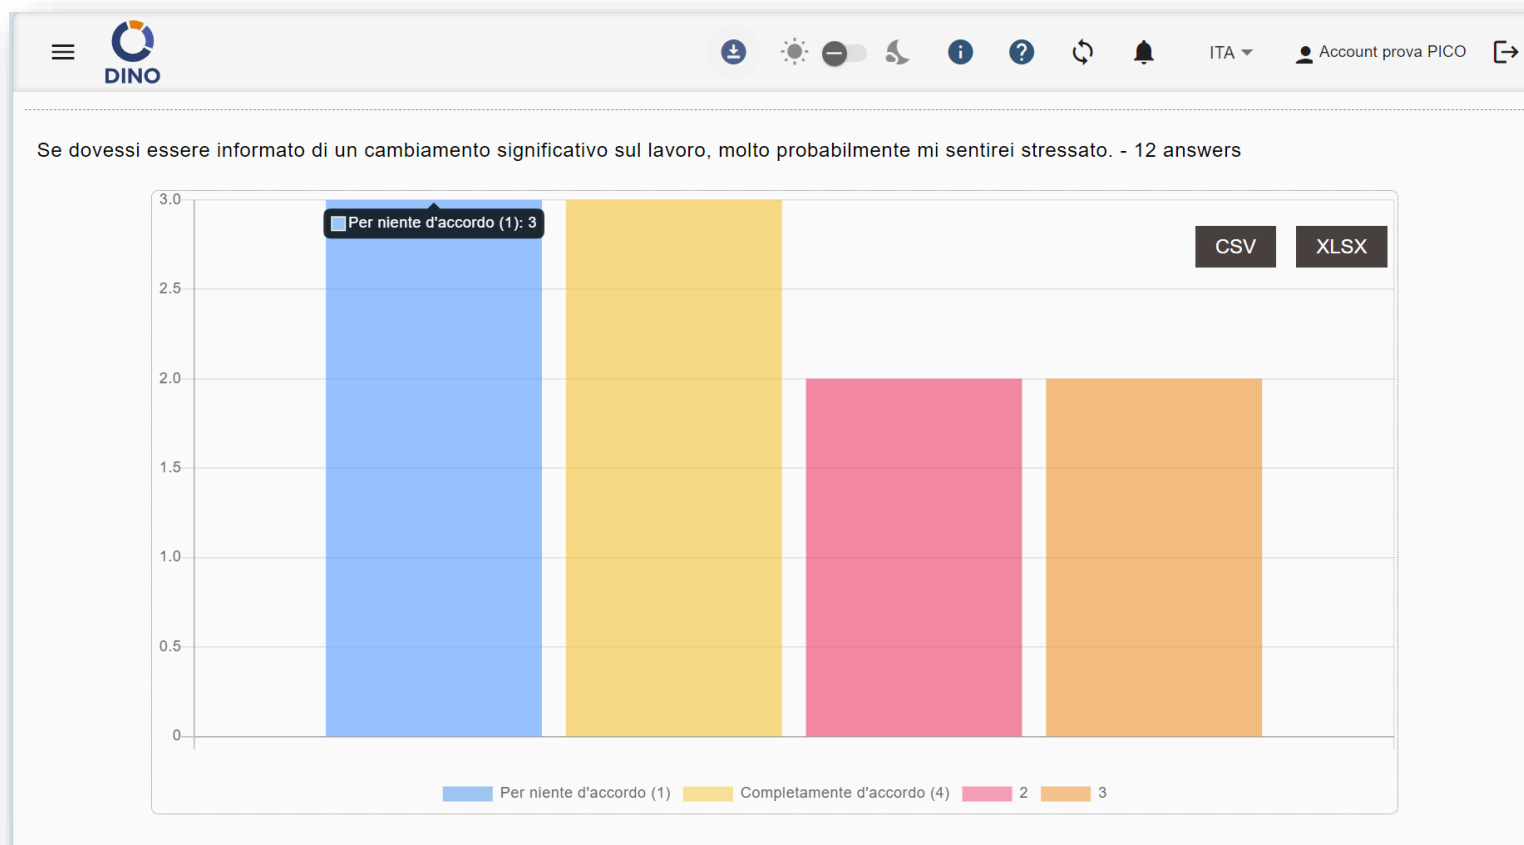 DINO
ITA
Account prova PICO
Se dovessi essere informato di un cambiamento significativo sul lavoro, molto probabilmente mi sentirei stressato. - 12 answers
3.0
Per niente d'accordo (1): 3
CSV XLSX
2.5
2.0
1.5
1.0
0.5
0
Per niente d'accordo (1) Completamente d'accordo (4) 2 3